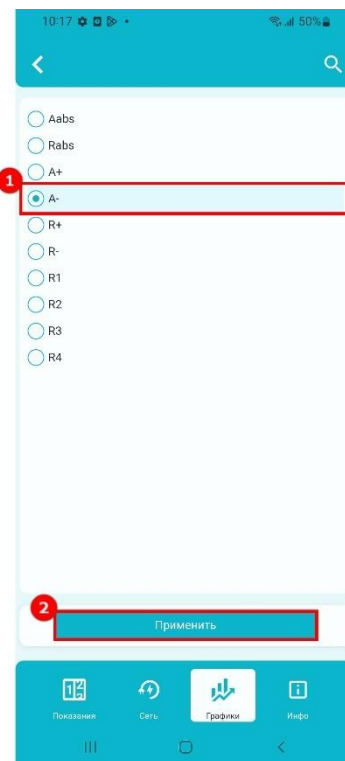 10:17 50%
Aabs
Rabs
A+
1
A-
R+
R-
R1
R2
R3
R4
2
Применить
Показания Сеть Графики Инфо